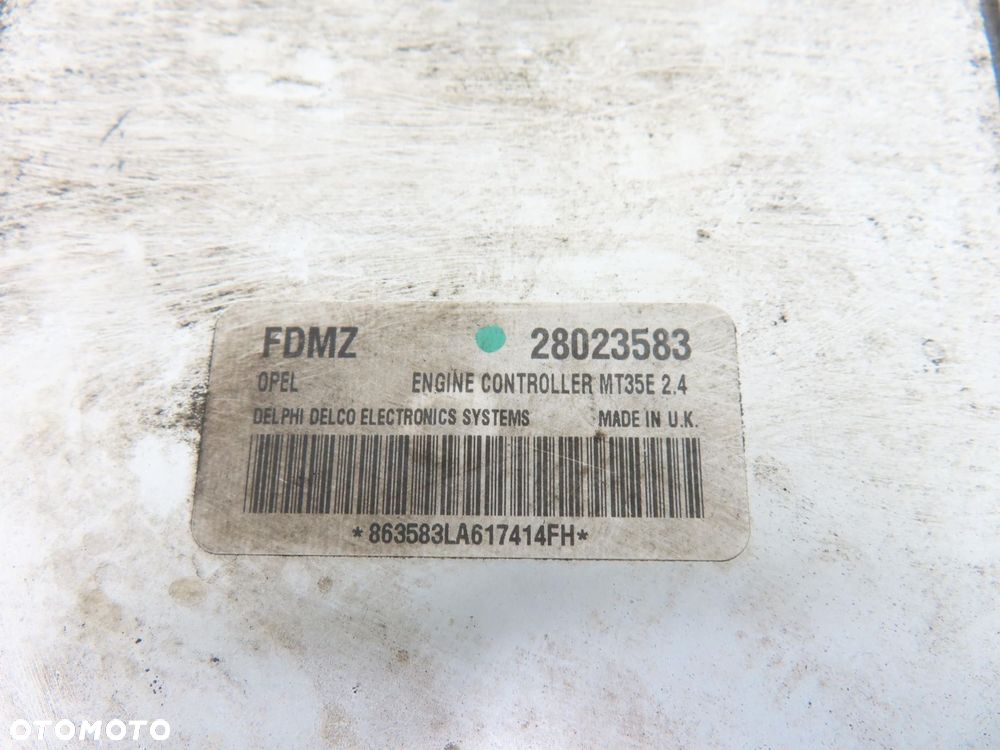 FDMZ 28023583
OPEL ENGINE CONTROLLER MT35E 2.4
DELPHI DELCO ELECTRONICS SYSTEMS MADE IN U.K.
*863583LA617414FH*
OTOMOTO